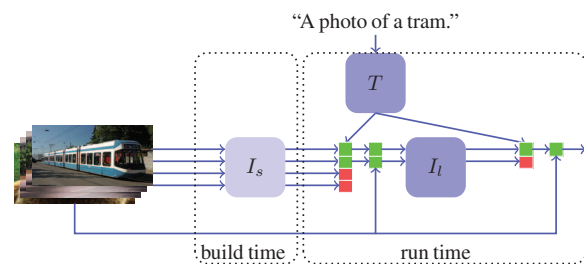 “A photo of a tram.”
T
I_s
I_l
build time
run time